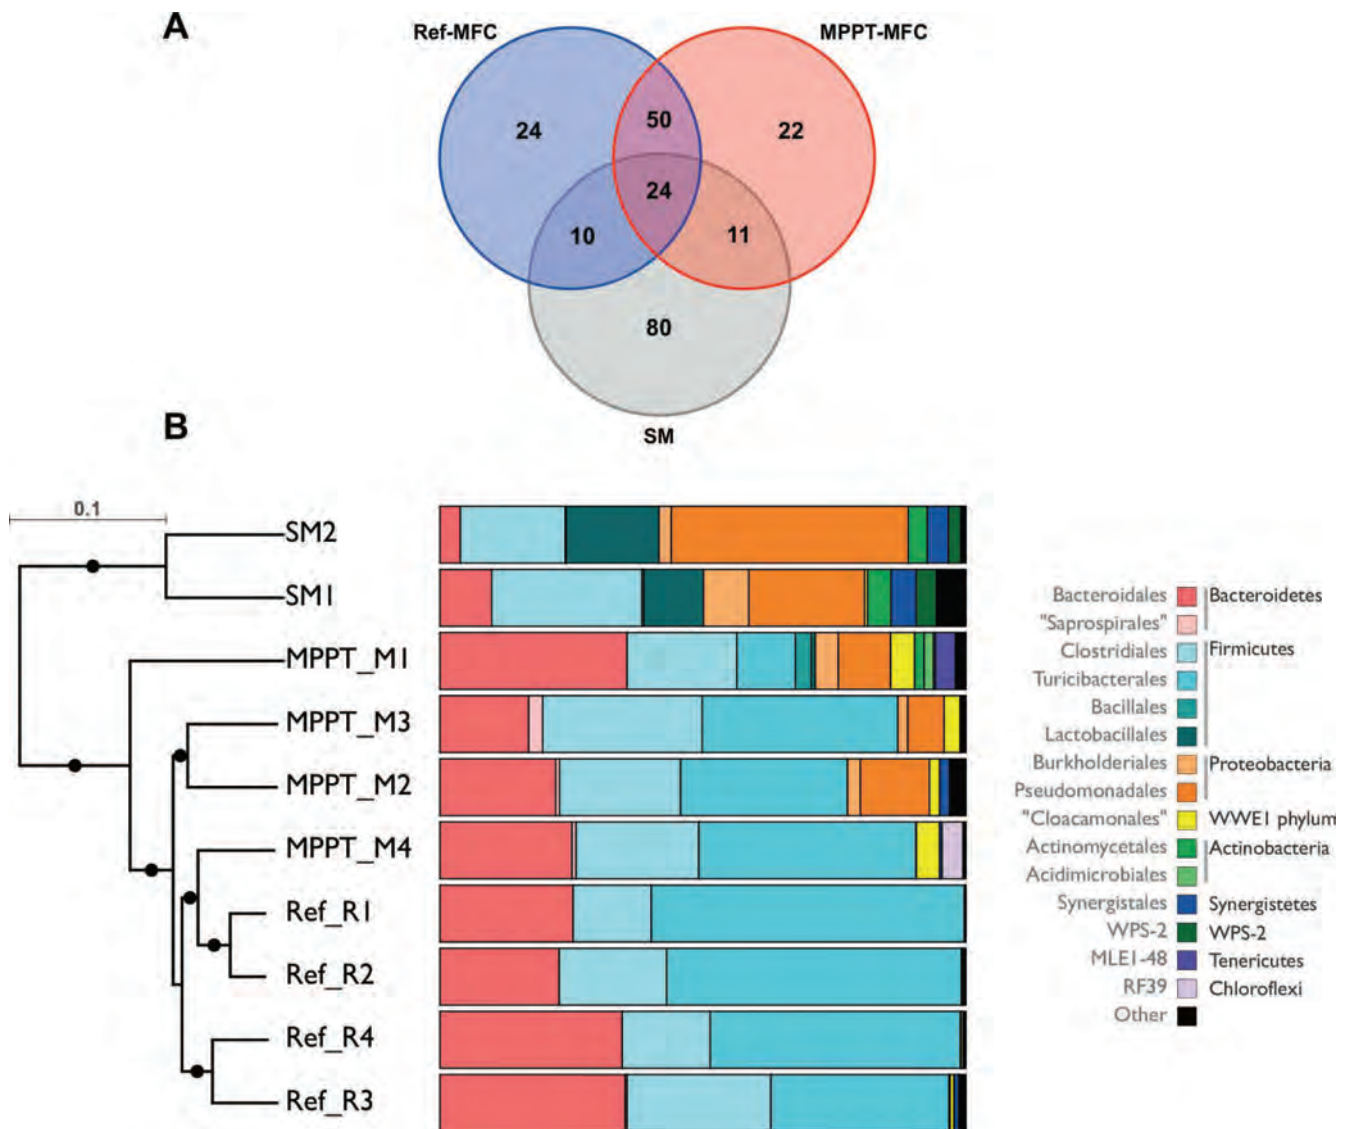 A
Ref-MFC
MPPT-MFC
24
50
22
24
10
11
80
SM
B
0.1
SM2
SM1
MPPT_M1
MPPT_M3
MPPT_M2
MPPT_M4
Ref_R1
Ref_R2
Ref_R4
Ref_R3
Bacteroidales Bacteroidetes
"Saprospirales"
Clostridiales Firmicutes
Turicibacterales
Bacillales
Lactobacillales
Burkholderiales Proteobacteria
Pseudomonadales
"Cloacamonales" WWE1 phylum
Actinomycetales Actinobacteria
Acidimicrobiales
Synergistales Synergistetes
WPS-2 WPS-2
MLE1-48 Tenericutes
RF39 Chloroflexi
Other